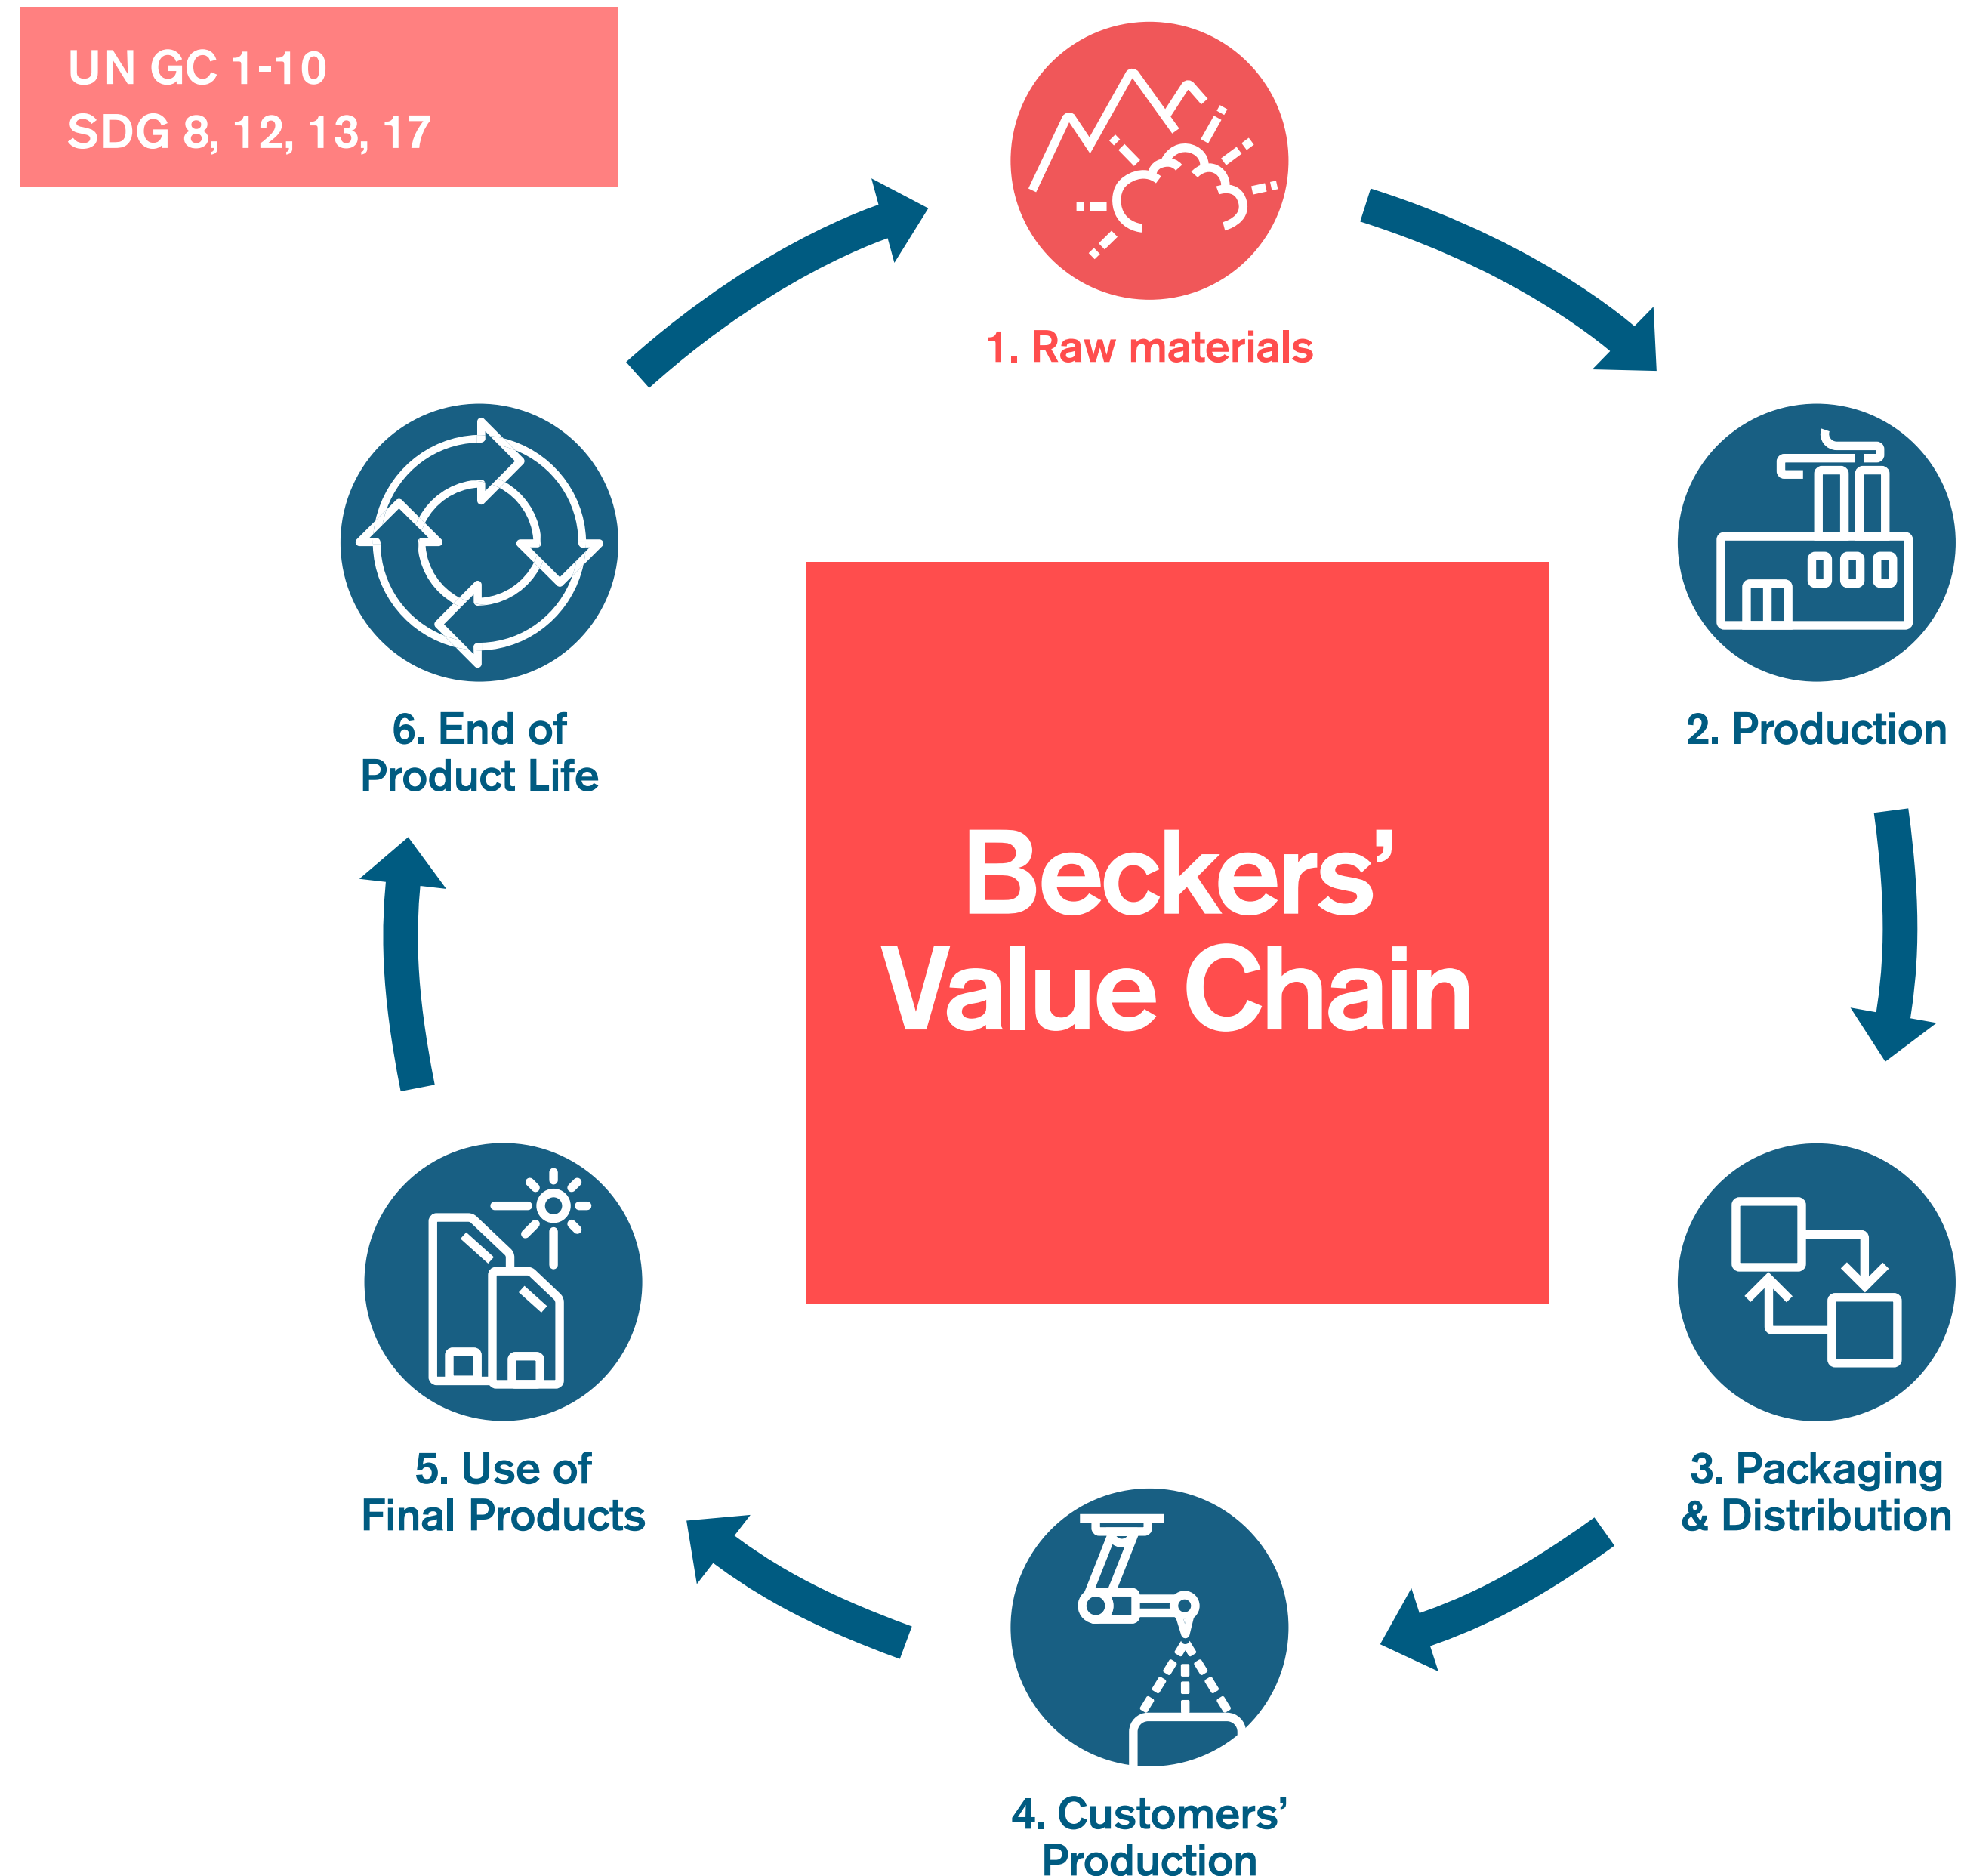 UN GC 1-10
SDG 8, 12, 13, 17
1. Raw materials
2. Production
3. Packaging
& Distribution
4. Customers’
Production
5. Use of
Final Products
6. End of
Product Life
Beckers’
Value Chain